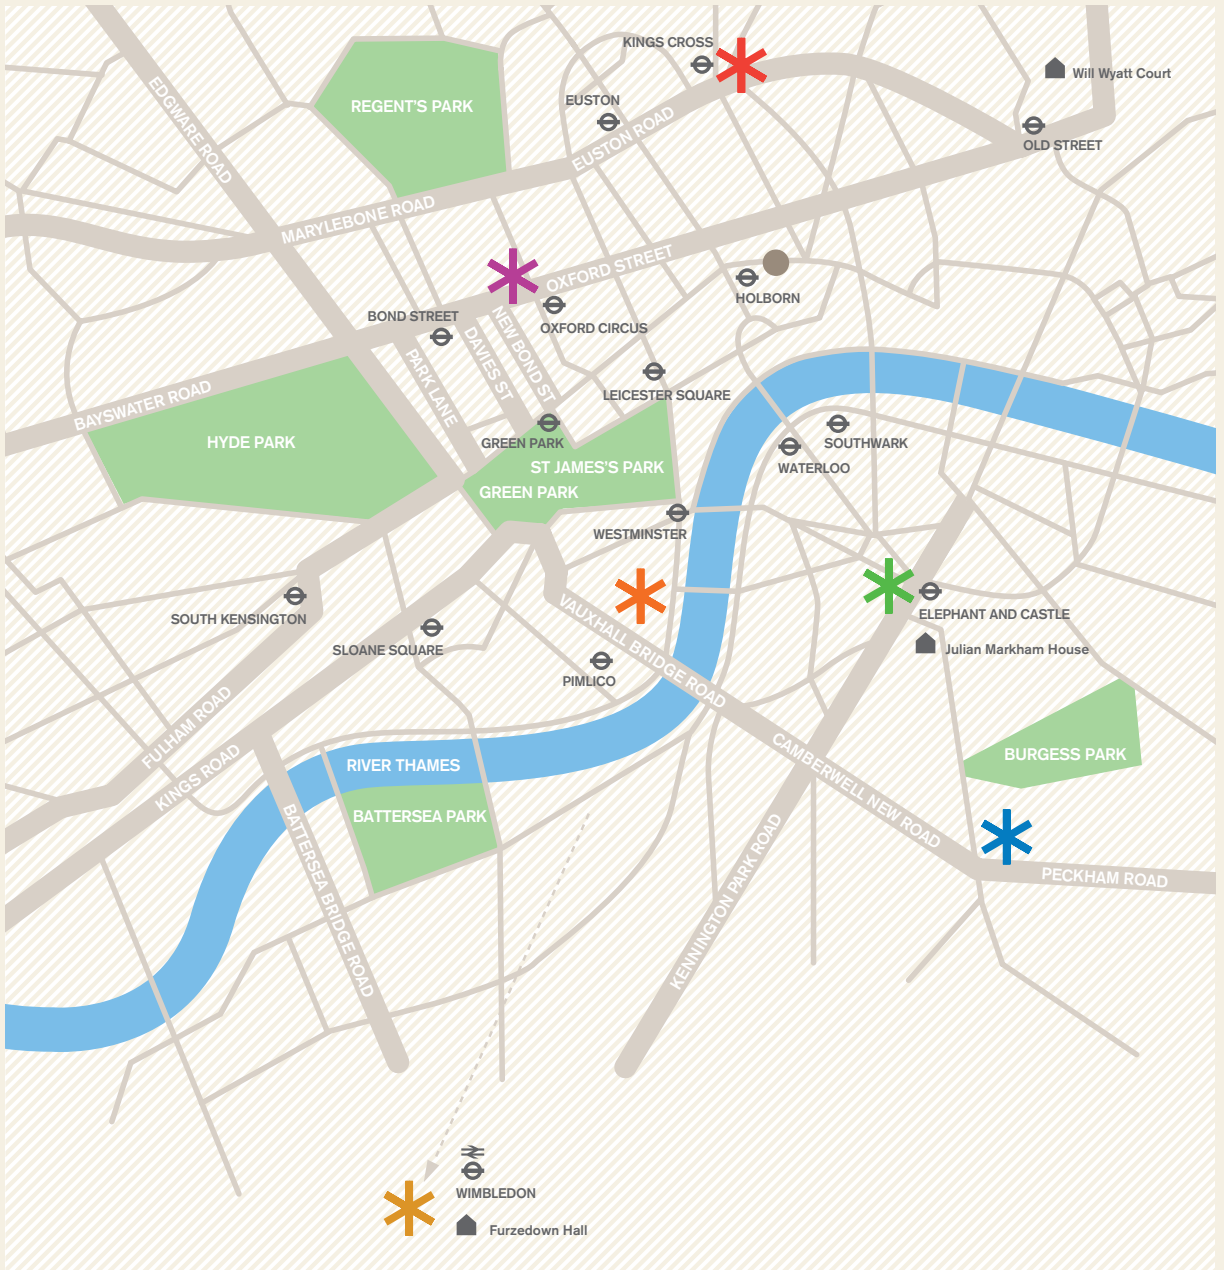 KINGS CROSS
Will Wyatt Court
EUSTON
REGENT'S PARK
EDGWARE ROAD
EUSTON ROAD
OLD STREET
MARYLEBONE ROAD
OXFORD STREET
HOLBORN
BOND STREET
OXFORD CIRCUS
NEW BOND ST
DAVIES ST
PARK LANE
LEICESTER SQUARE
BAYSWATER ROAD
HYDE PARK
GREEN PARK
SOUTHWARK
WATERLOO
ST JAMES'S PARK
GREEN PARK
WESTMINSTER
SOUTH KENSINGTON
SLOANE SQUARE
VAUXHALL BRIDGE ROAD
ELEPHANT AND CASTLE
Julian Markham House
PIMLICO
FULHAM ROAD
KINGS ROAD
RIVER THAMES
CAMBERWELL NEW ROAD
BURGESS PARK
BATTERSEA PARK
BATTERSEA BRIDGE ROAD
KENNINGTON PARK ROAD
PECKHAM ROAD
WIMBLEDON
Furzedown Hall